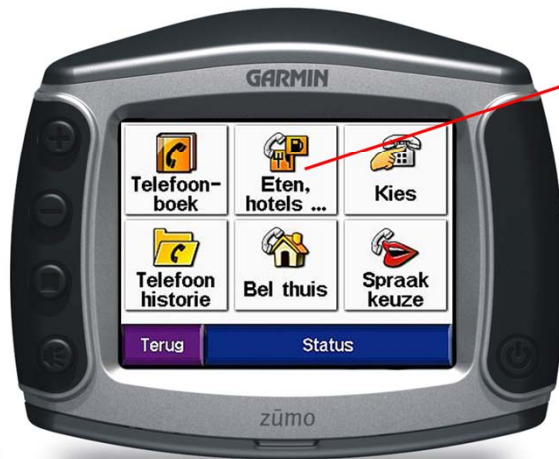 GARMIN
Telefoon-
boek
Eten,
hotels ...
Kies
Telefoon
historie
Bel thuis
Spraak
keuze
Terug
Status
zūmo